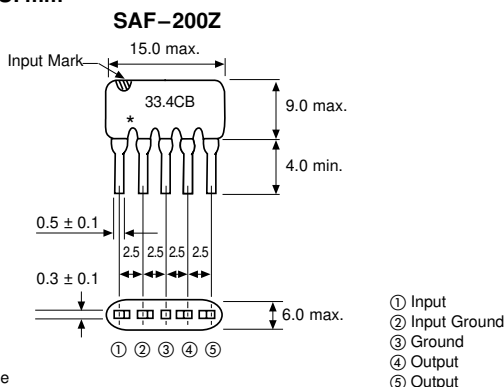 SAF−200Z
15.0 max.
Input Mark
33.4CB
*
9.0 max.
4.0 min.
0.5 ± 0.1
2.5 2.5 2.5 2.5
0.3 ± 0.1
6.0 max.
① ② ③ ④ ⑤
① Input
② Input Ground
③ Ground
④ Output
⑤ Output